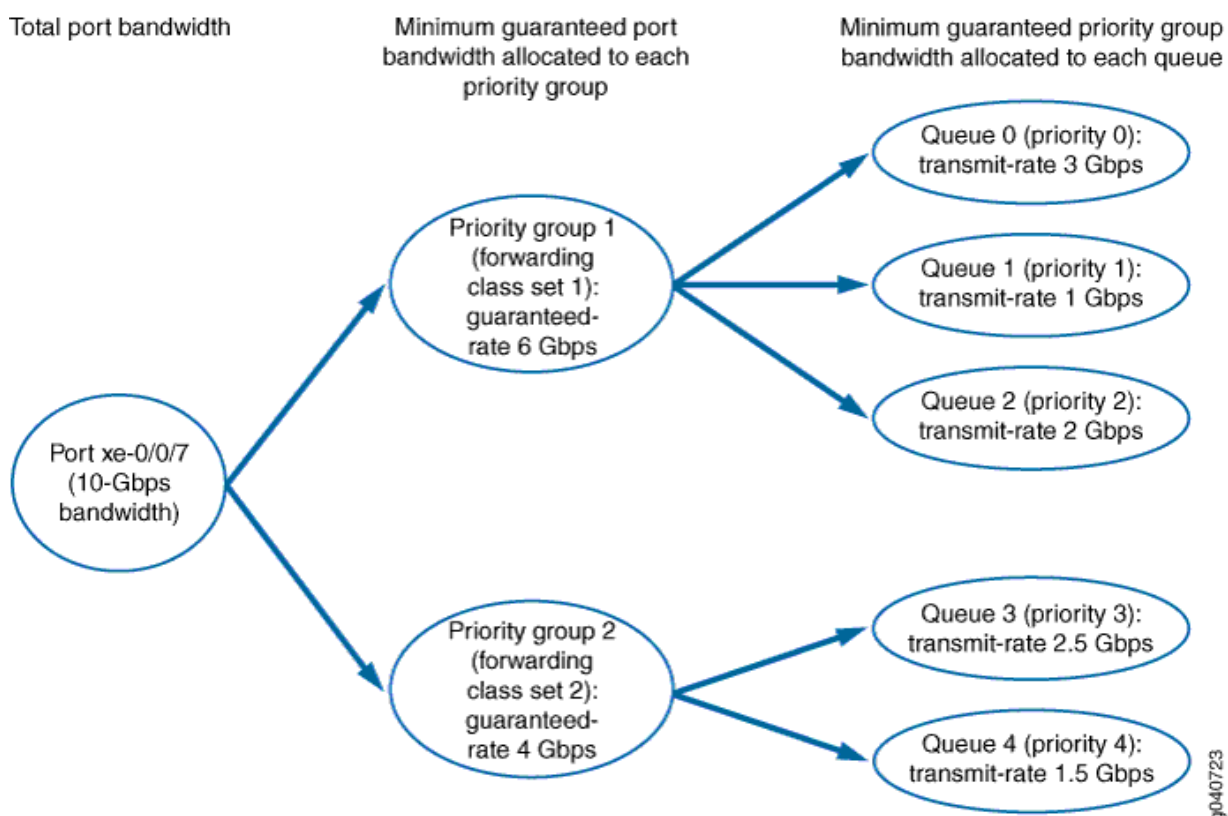 Total port bandwidth
Minimum guaranteed port
bandwidth allocated to each
priority group
Minimum guaranteed priority group
bandwidth allocated to each queue
Port xe-0/0/7
(10-Gbps
bandwidth)
Priority group 1
(forwarding
class set 1):
guaranteed-
rate 6 Gbps
Queue 0 (priority 0):
transmit-rate 3 Gbps
Queue 1 (priority 1):
transmit-rate 1 Gbps
Queue 2 (priority 2):
transmit-rate 2 Gbps
Priority group 2
(forwarding
class set 2):
guaranteed-
rate 4 Gbps
Queue 3 (priority 3):
transmit-rate 2.5 Gbps
Queue 4 (priority 4):
transmit-rate 1.5 Gbps
g040723